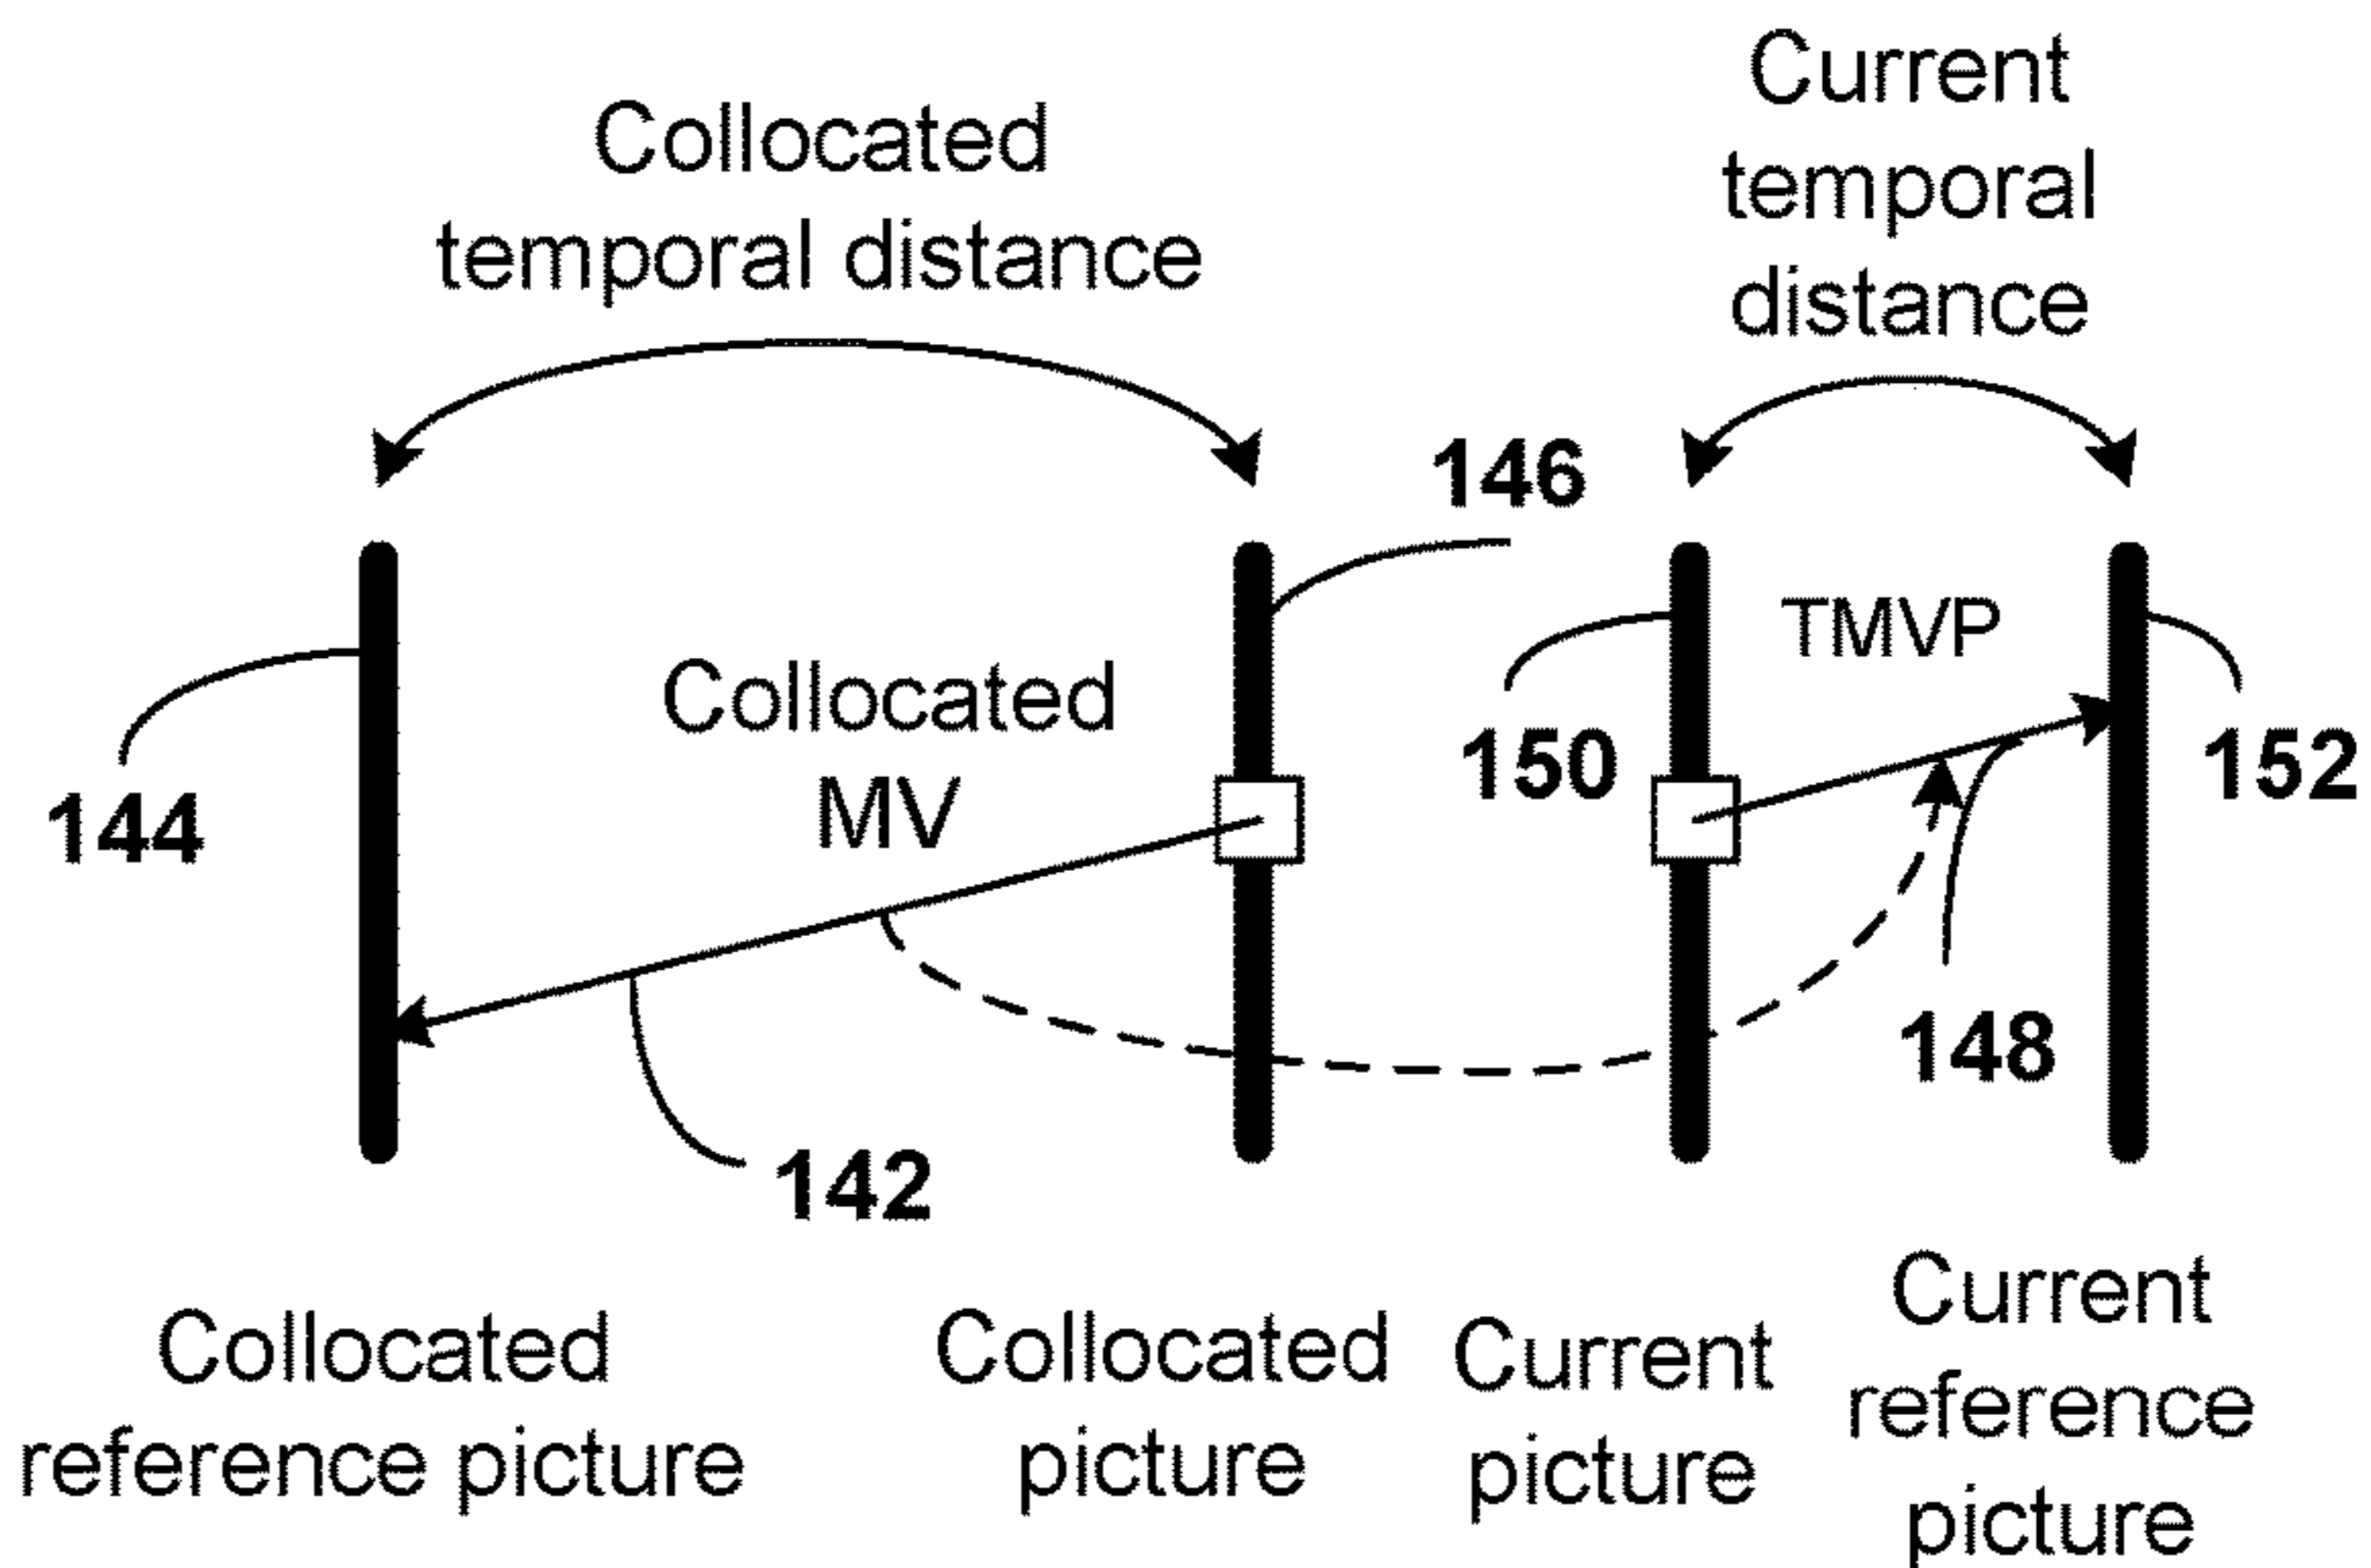 Collocated
temporal distance
Current
temporal
distance
146
TMVP
Collocated
MV
144
150
152
148
142
Collocated
reference picture
Collocated
picture
Current
picture
Current
reference
picture